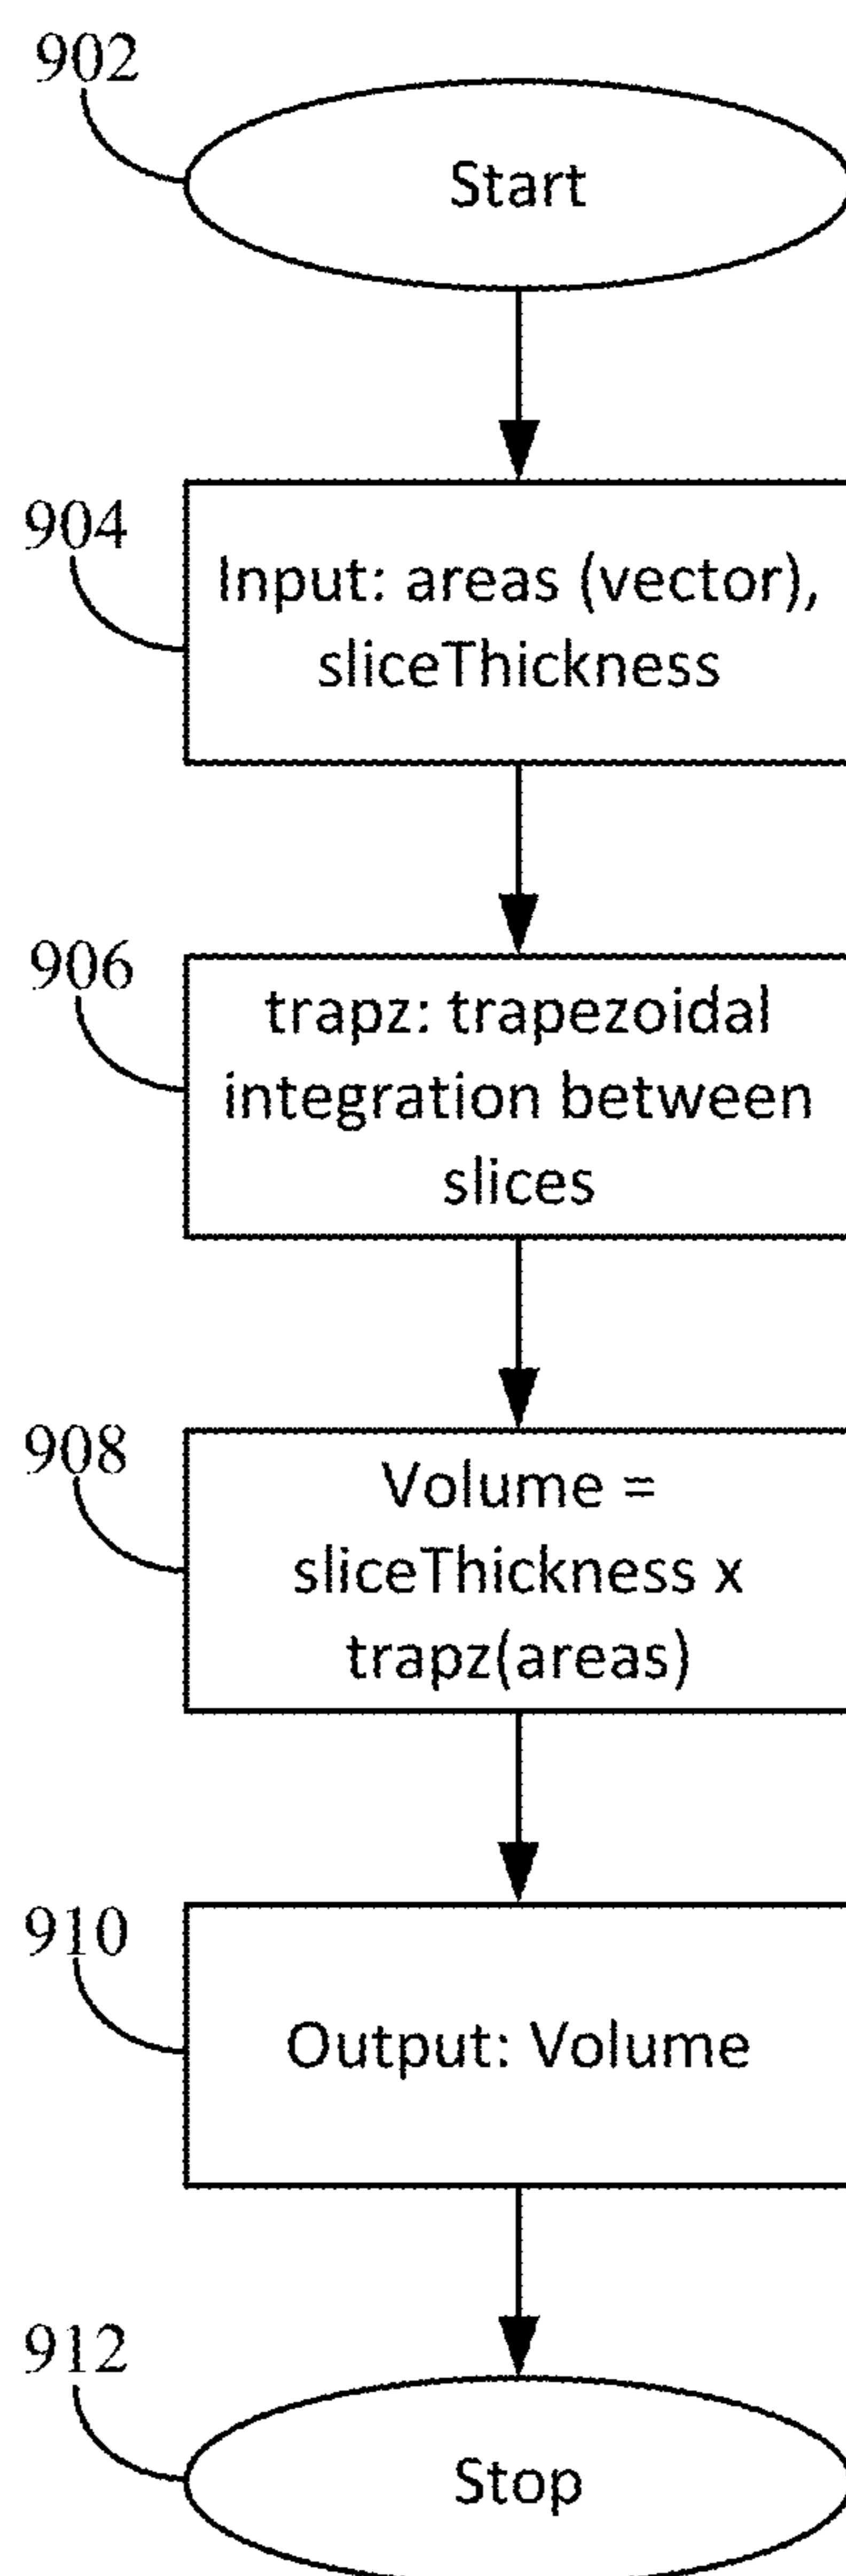 902
Start
904
Input: areas (vector),
sliceThickness
906
trapz: trapezoidal
integration between
slices
908
Volume =
sliceThickness x
trapz(areas)
910
Output: Volume
912
Stop